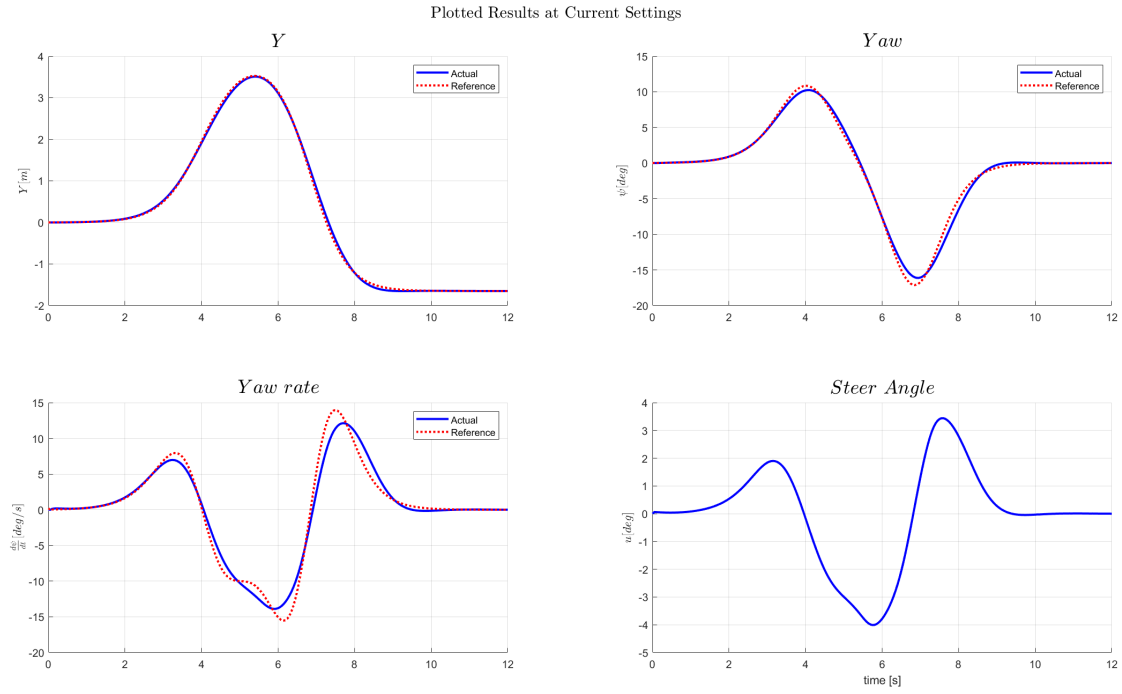 Plotted Results at Current Settings
Y
4
3
2
1
0
-1
-2
Y [m]
0 2 4 6 8 10 12
Actual
Reference
Yaw
15
10
5
0
-5
-10
-15
-20
ψ[deg]
0 2 4 6 8 10 12
Actual
Reference
Yaw rate
15
10
5
0
-5
-10
-15
-20
dψ/dt [deg/s]
0 2 4 6 8 10 12
Actual
Reference
Steer Angle
4
3
2
1
0
-1
-2
-3
-4
-5
u[deg]
0 2 4 6 8 10 12
time [s]